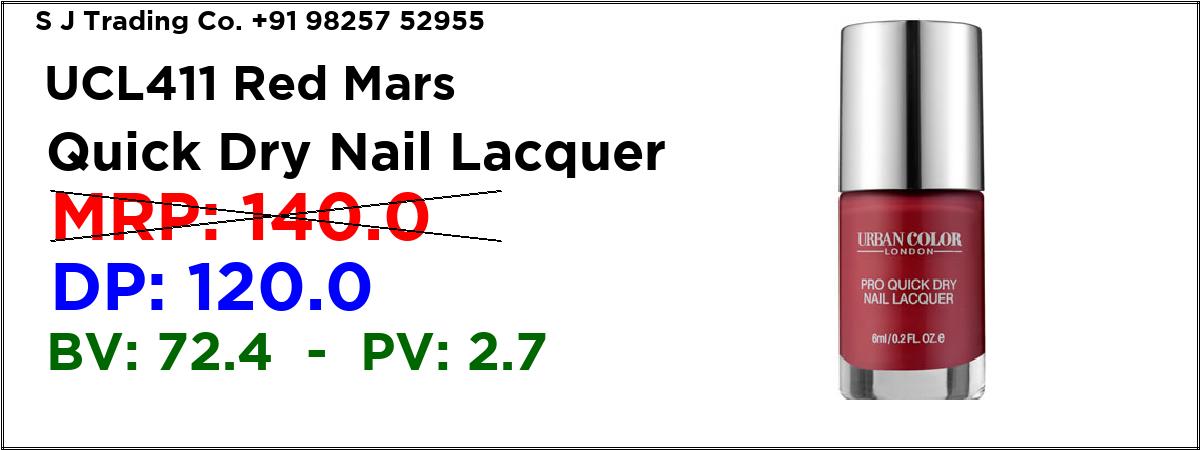 S J Trading Co. +91 98257 52955
UCL411 Red Mars
Quick Dry Nail Lacquer
MRP: 140.0
DP: 120.0
BV: 72.4 - PV: 2.7
URBAN COLOR
LONDON
PRO QUICK DRY
NAIL LACQUER
6ml/0.2 FL. OZ. e